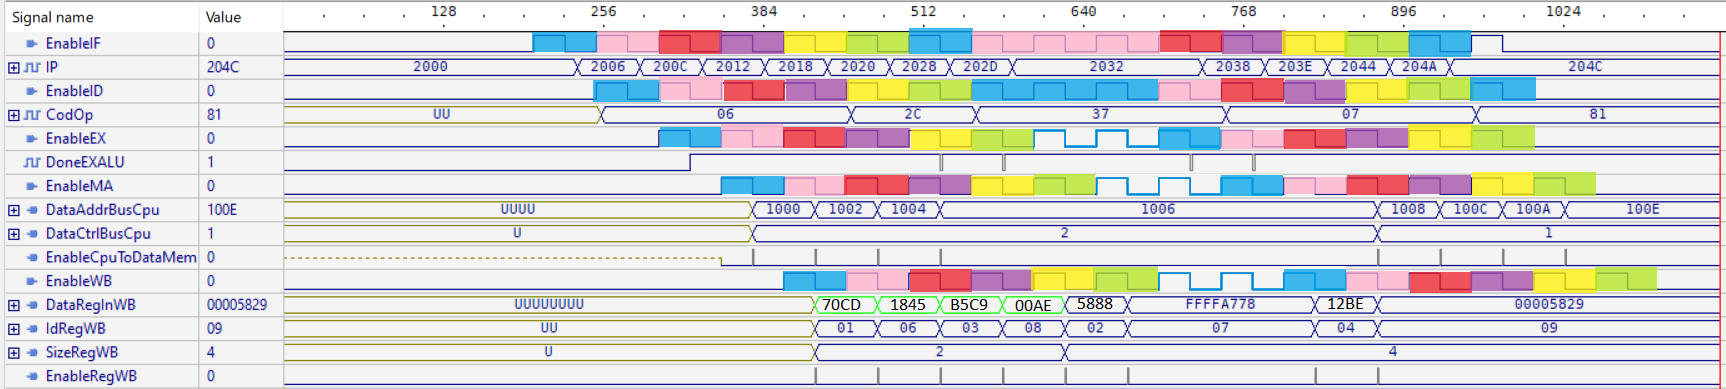 Signal name Value 128 256 384 512 640 768 896 1024
EnableIF 0
IP 204C 2000 2006 200C 2012 2018 2020 2028 202D 2032 2038 203E 2044 204A 204C
EnableID 0
CodOp 81 UU 06 2C 37 07 81
EnableEX 0
DoneEXALU 1
EnableMA 0
DataAddrBusCpu 100E UUUU 1000 1002 1004 1006 1008 100C 100A 100E
DataCtrlBusCpu 1 U 2 1
EnableCpuToDataMem 0
EnableWB 0
DataRegInWB 00005829 UUUUUUUU 70CD 1845 B5C9 00AE 5888 FFFFA778 12BE 00005829
IdRegWB 09 UU 01 06 03 08 02 07 04 09
SizeRegWB 4 U 2 4
EnableRegWB 0